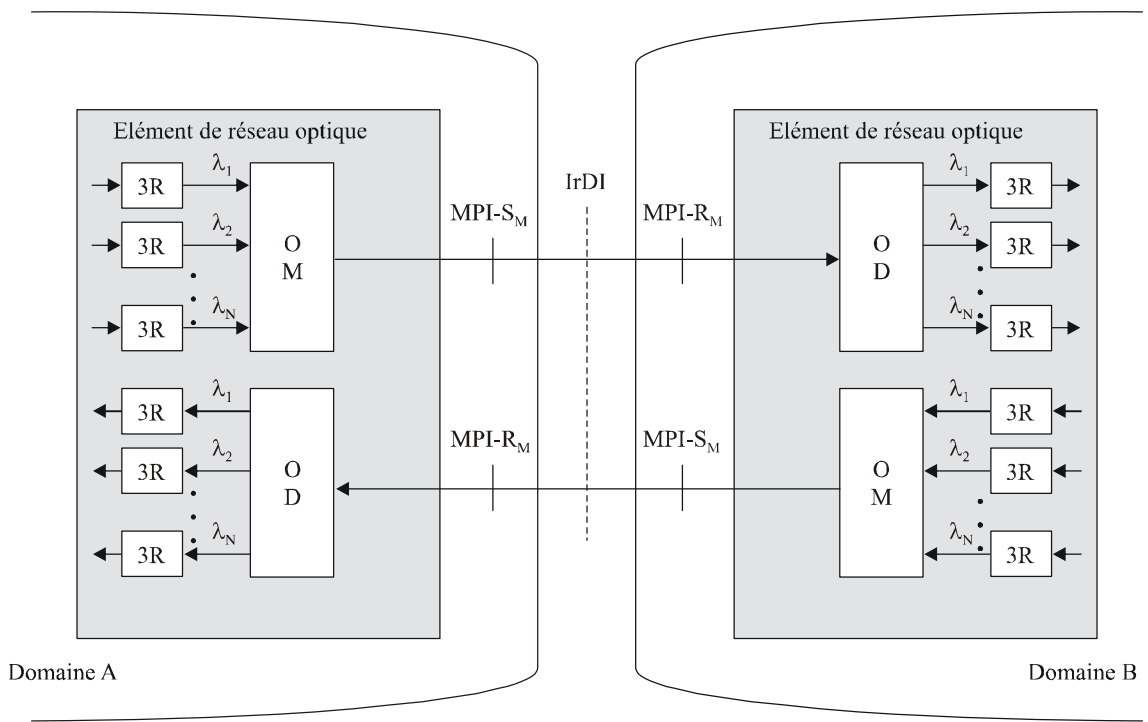 Elément de réseau optique
3R
λ1
3R
λ2
3R
λN
O
M
3R
λ1
3R
λ2
3R
λN
O
D
Domaine A
MPI-SM
IrDI
MPI-RM
MPI-RM
MPI-SM
Elément de réseau optique
O
D
λ1
3R
λ2
3R
λN
3R
O
M
λ1
3R
λ2
3R
λN
3R
Domaine B